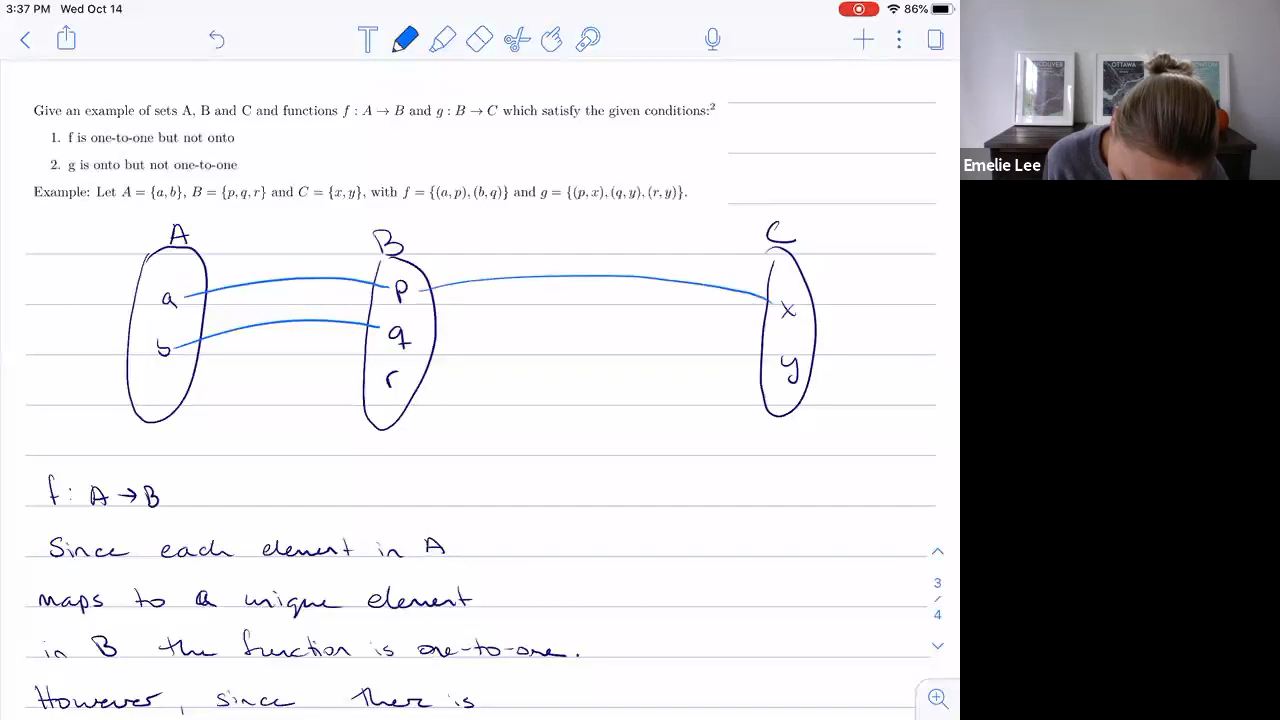 3:37 PM Wed Oct 14
86%
Give an example of sets A, B and C and functions f : A → B and g : B → C which satisfy the given conditions:²
1. f is one-to-one but not onto
2. g is onto but not one-to-one
Example: Let A = {a, b}, B = {p, q, r} and C = {x, y}, with f = {(a, p), (b, q)} and g = {(p, x), (q, y), (r, y)}.
A B C
a p x
b q y
r
f : A → B
Since each element in A
maps to a unique element
in B the function is one-to-one.
However, since there is
3
/
4
OTTAWA
Emelie Lee